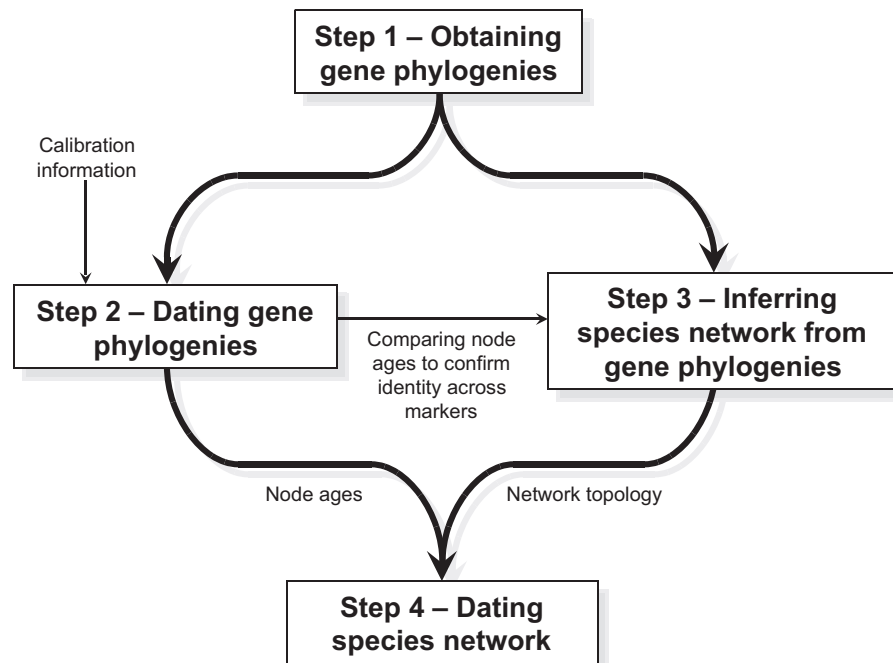 Step 1 – Obtaining
gene phylogenies
Calibration
information
Step 2 – Dating gene
phylogenies
Comparing node
ages to confirm
identity across
markers
Step 3 – Inferring
species network from
gene phylogenies
Node ages
Network topology
Step 4 – Dating
species network